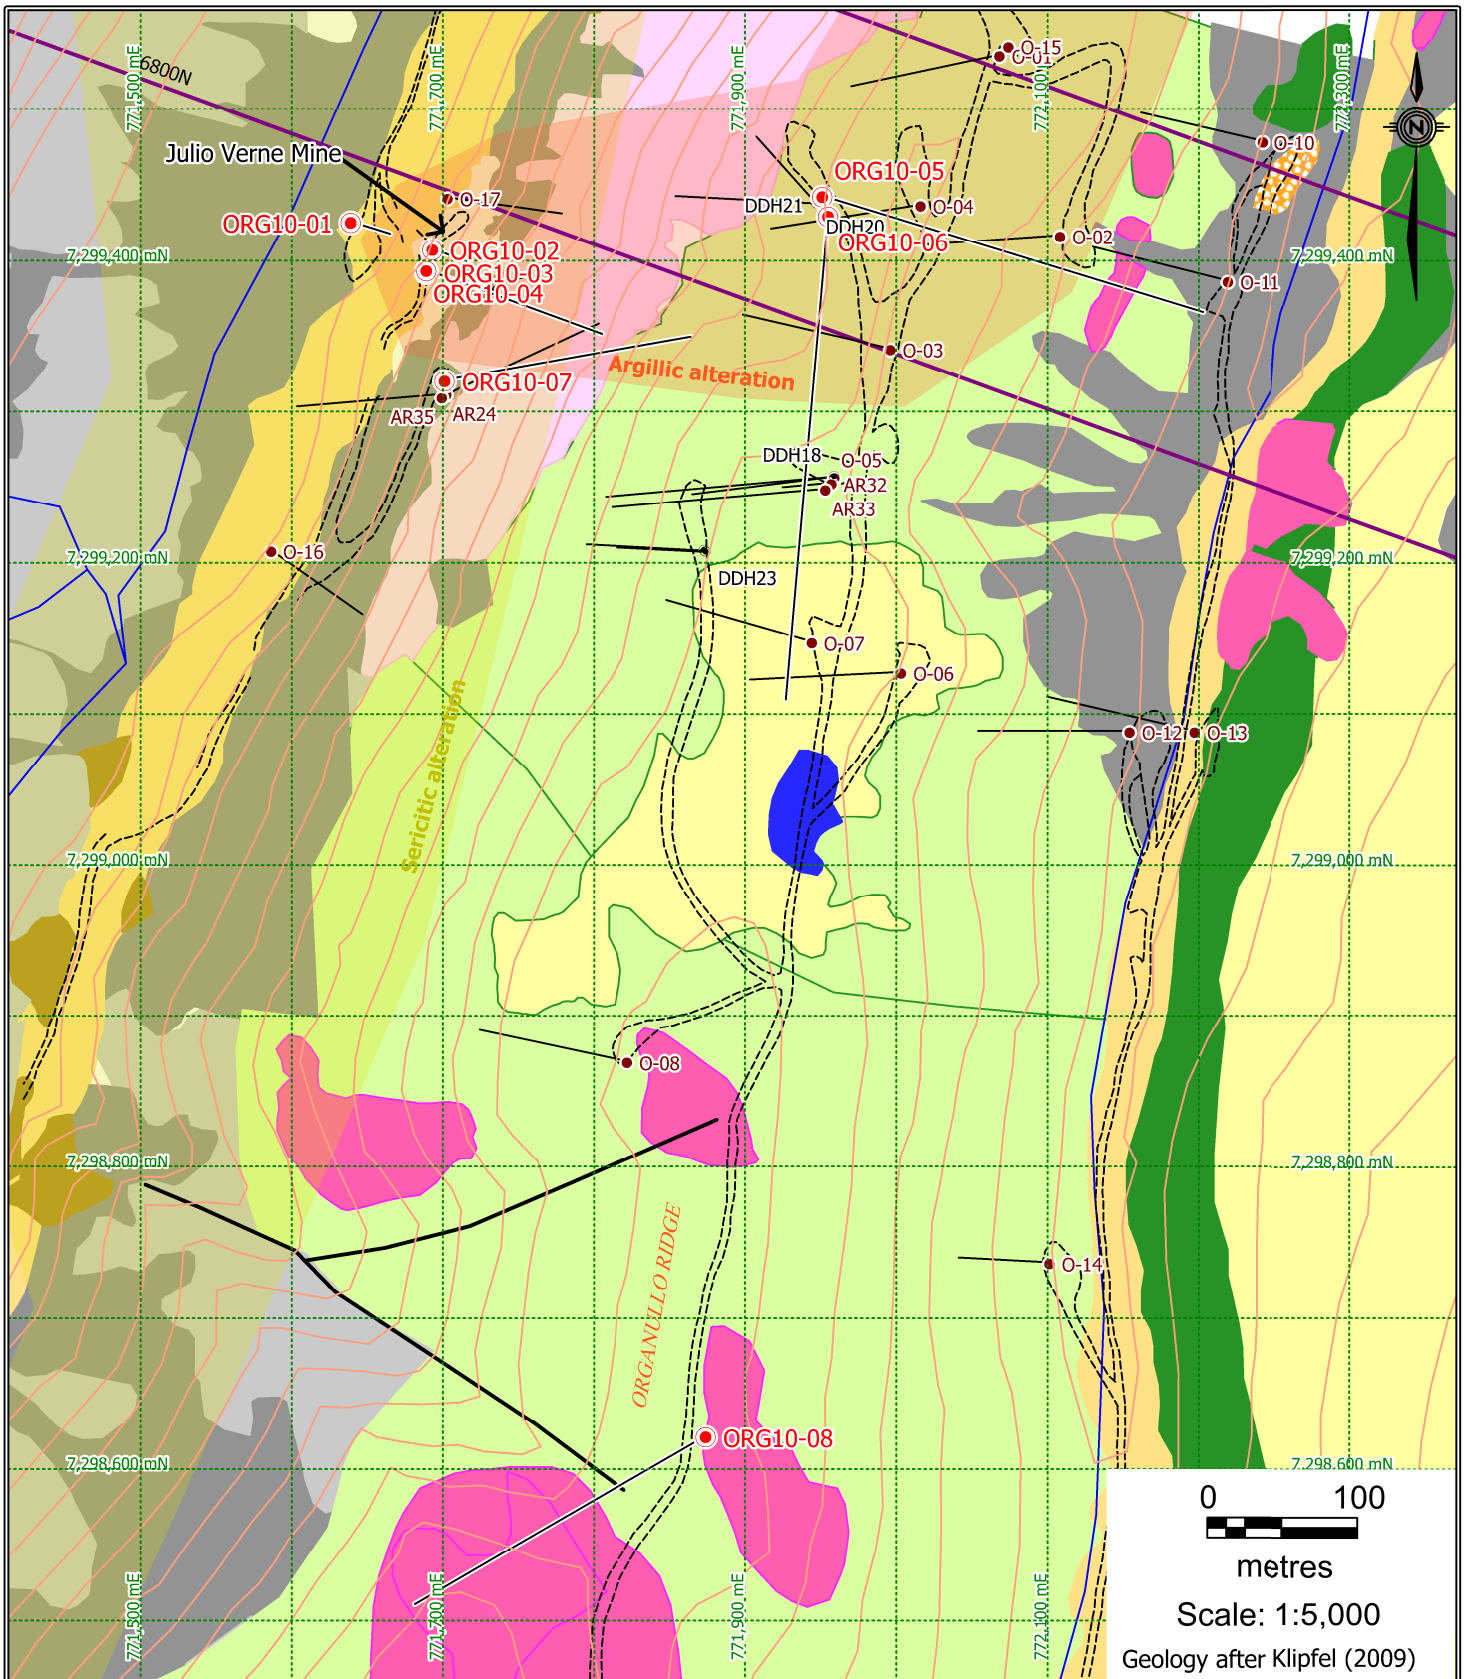 771,500 mE
771,700 mE
771,900 mE
772,100 mE
772,300 mE
6800N
O-15
O-01
N
Julio Verne Mine
O-10
ORG10-05
O-17
DDH21
O-04
ORG10-01
DDH20
O-02
ORG10-02
ORG10-06
7,299,400 mN
7,299,400 mN
ORG10-03
O-11
ORG10-04
O-03
Argillic alteration
ORG10-07
AR35
AR24
DDH18
O-05
AR32
AR33
O-16
7,299,200 mN
7,299,200 mN
DDH23
O-07
O-06
Sericitic alteration
O-12
O-13
7,299,000 mN
7,299,000 mN
O-08
7,298,800 mN
7,298,800 mN
ORGANULLO RIDGE
O-14
ORG10-08
7,298,600 mN
7,298,600 mN
0 100
metres
Scale: 1:5,000
Geology after Klipfel (2009)
771,500 mE
771,700 mE
771,900 mE
772,100 mE